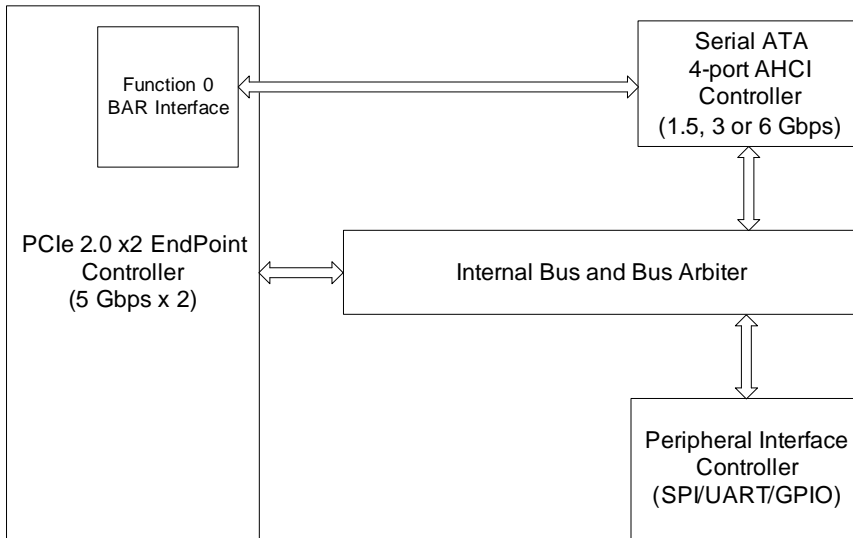 Function 0
BAR Interface
Serial ATA
4-port AHCI
Controller
(1.5, 3 or 6 Gbps)
PCIe 2.0 x2 EndPoint
Controller
(5 Gbps x 2)
Internal Bus and Bus Arbiter
Peripheral Interface
Controller
(SPI/UART/GPIO)